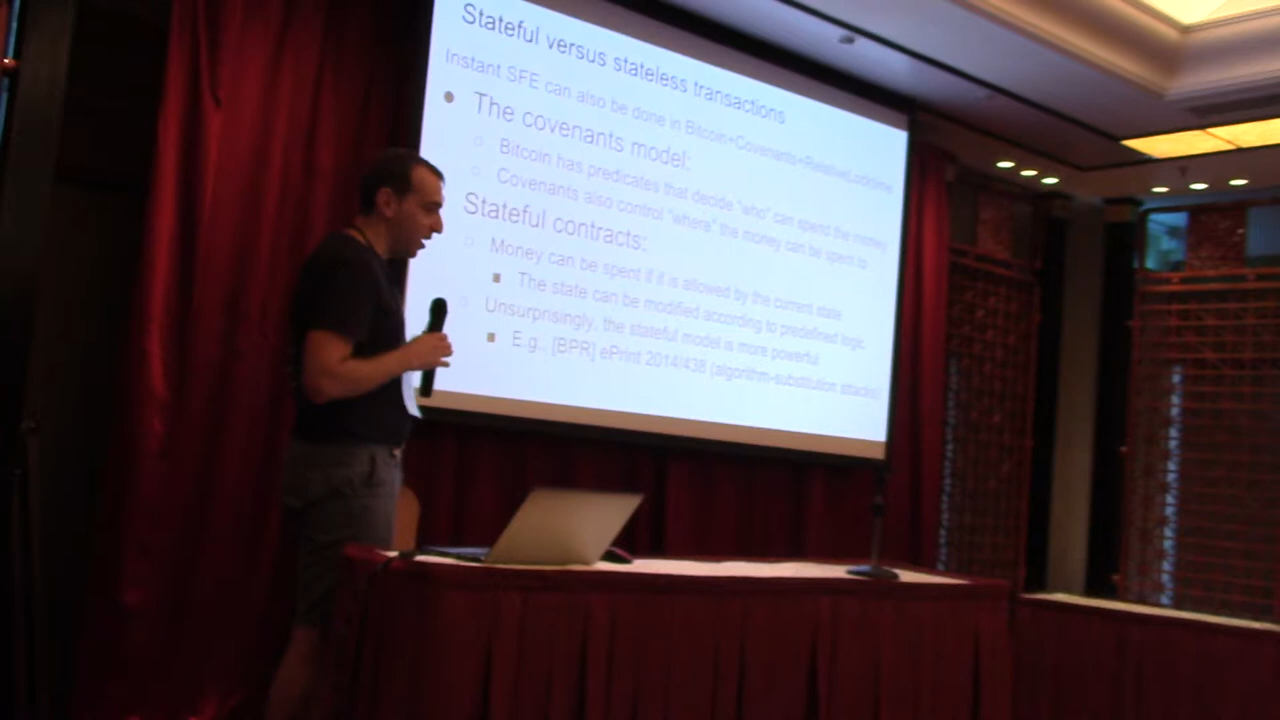 Stateful versus stateless transactions
Instant SFE can also be done in Bitcoin+Covenants+RelativeLocktime
The covenants model:
Bitcoin has predicates that decide "who" can spend the money
Covenants also control "where" the money can be spent to
Stateful contracts:
Money can be spent if it is allowed by the current state
The state can be modified according to predefined logic
Unsurprisingly, the stateful model is more powerful
E.g., [BPR] ePrint 2014/438 (algorithm-substitution attacks)